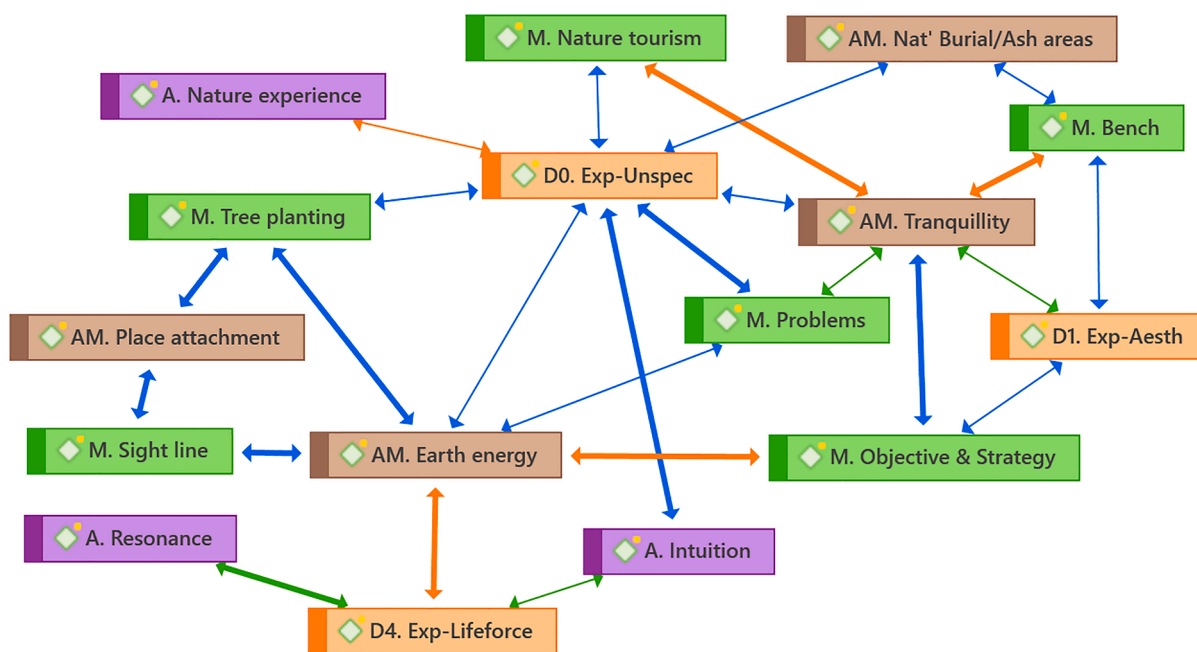 M. Nature tourism
AM. Nat' Burial/Ash areas
A. Nature experience
M. Bench
D0. Exp-Unspec
M. Tree planting
AM. Tranquillity
M. Problems
AM. Place attachment
D1. Exp-Aesth
M. Sight line
AM. Earth energy
M. Objective & Strategy
A. Resonance
A. Intuition
D4. Exp-Lifeforce